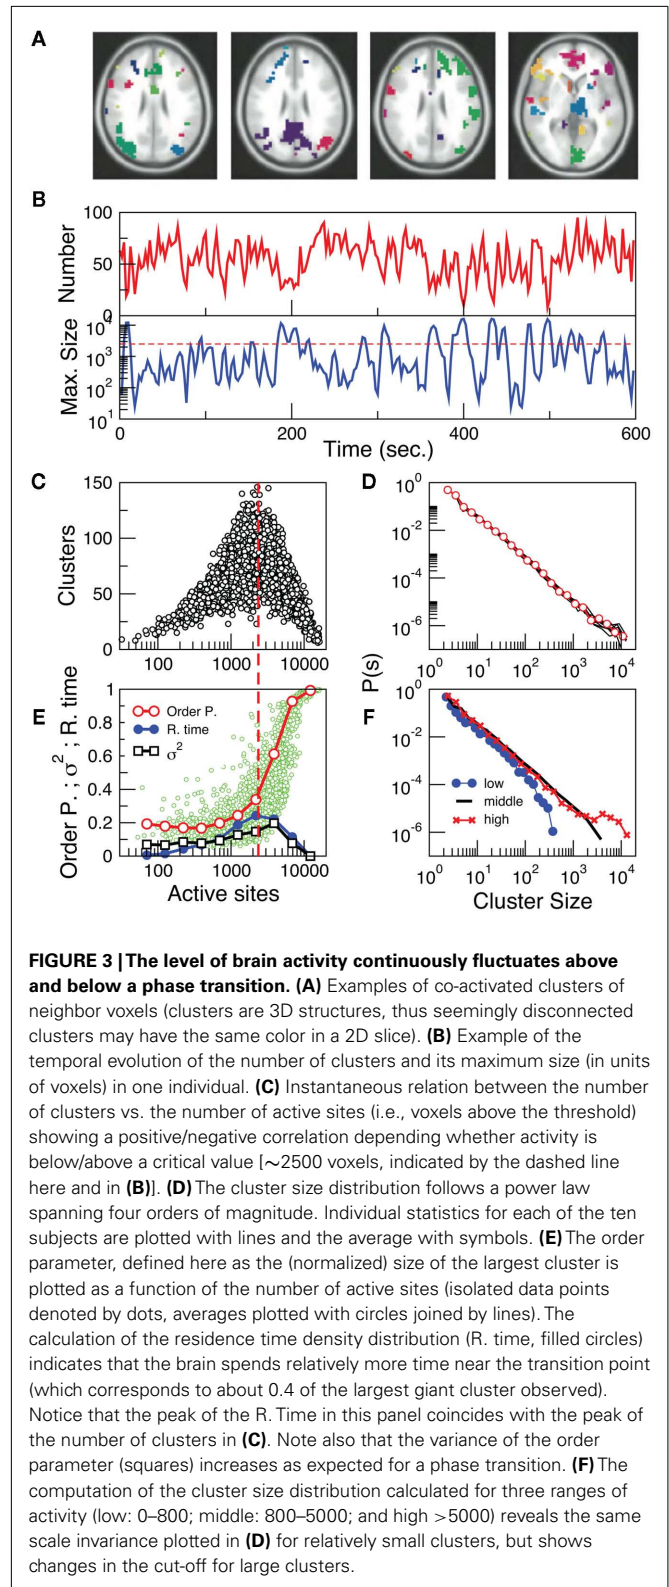 A
B
100
Number
50
0
10^4
Max. Size
10^3
10^2
10^1
0
200
400
600
Time (sec.)
C
150
Clusters
100
50
0
100
1000
10000
D
10^0
10^-2
10^-4
10^-6
10^0
10^1
10^2
10^3
10^4
P(s)
E
1
0.8
0.6
0.4
0.2
0
Order P. ; σ^2 ; R. time
Order P.
R. time
σ^2
100
1000
10000
Active sites
F
10^0
10^-2
10^-4
10^-6
low
middle
high
10^0
10^1
10^2
10^3
10^4
Cluster Size
FIGURE 3 | The level of brain activity continuously fluctuates above
and below a phase transition. (A) Examples of co-activated clusters of
neighbor voxels (clusters are 3D structures, thus seemingly disconnected
clusters may have the same color in a 2D slice). (B) Example of the
temporal evolution of the number of clusters and its maximum size (in units
of voxels) in one individual. (C) Instantaneous relation between the number
of clusters vs. the number of active sites (i.e., voxels above the threshold)
showing a positive/negative correlation depending whether activity is
below/above a critical value [∼2500 voxels, indicated by the dashed line
here and in (B)]. (D) The cluster size distribution follows a power law
spanning four orders of magnitude. Individual statistics for each of the ten
subjects are plotted with lines and the average with symbols. (E) The order
parameter, defined here as the (normalized) size of the largest cluster is
plotted as a function of the number of active sites (isolated data points
denoted by dots, averages plotted with circles joined by lines). The
calculation of the residence time density distribution (R. time, filled circles)
indicates that the brain spends relatively more time near the transition point
(which corresponds to about 0.4 of the largest giant cluster observed).
Notice that the peak of the R. Time in this panel coincides with the peak of
the number of clusters in (C). Note also that the variance of the order
parameter (squares) increases as expected for a phase transition. (F) The
computation of the cluster size distribution calculated for three ranges of
activity (low: 0–800; middle: 800–5000; and high >5000) reveals the same
scale invariance plotted in (D) for relatively small clusters, but shows
changes in the cut-off for large clusters.